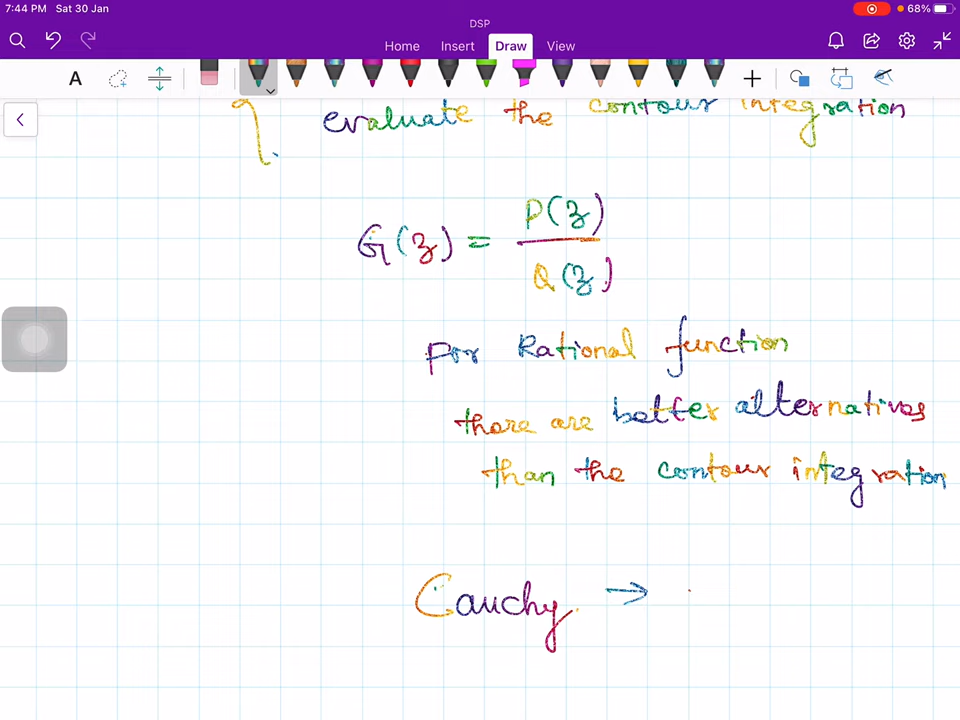 7:44 PM Sat 30 Jan
68%
DSP
Home Insert Draw View
A
evaluate the contour integration
G(z) = P(z)
Q(z)
For Rational function
there are better alternatives
than the contour integration
Cauchy →